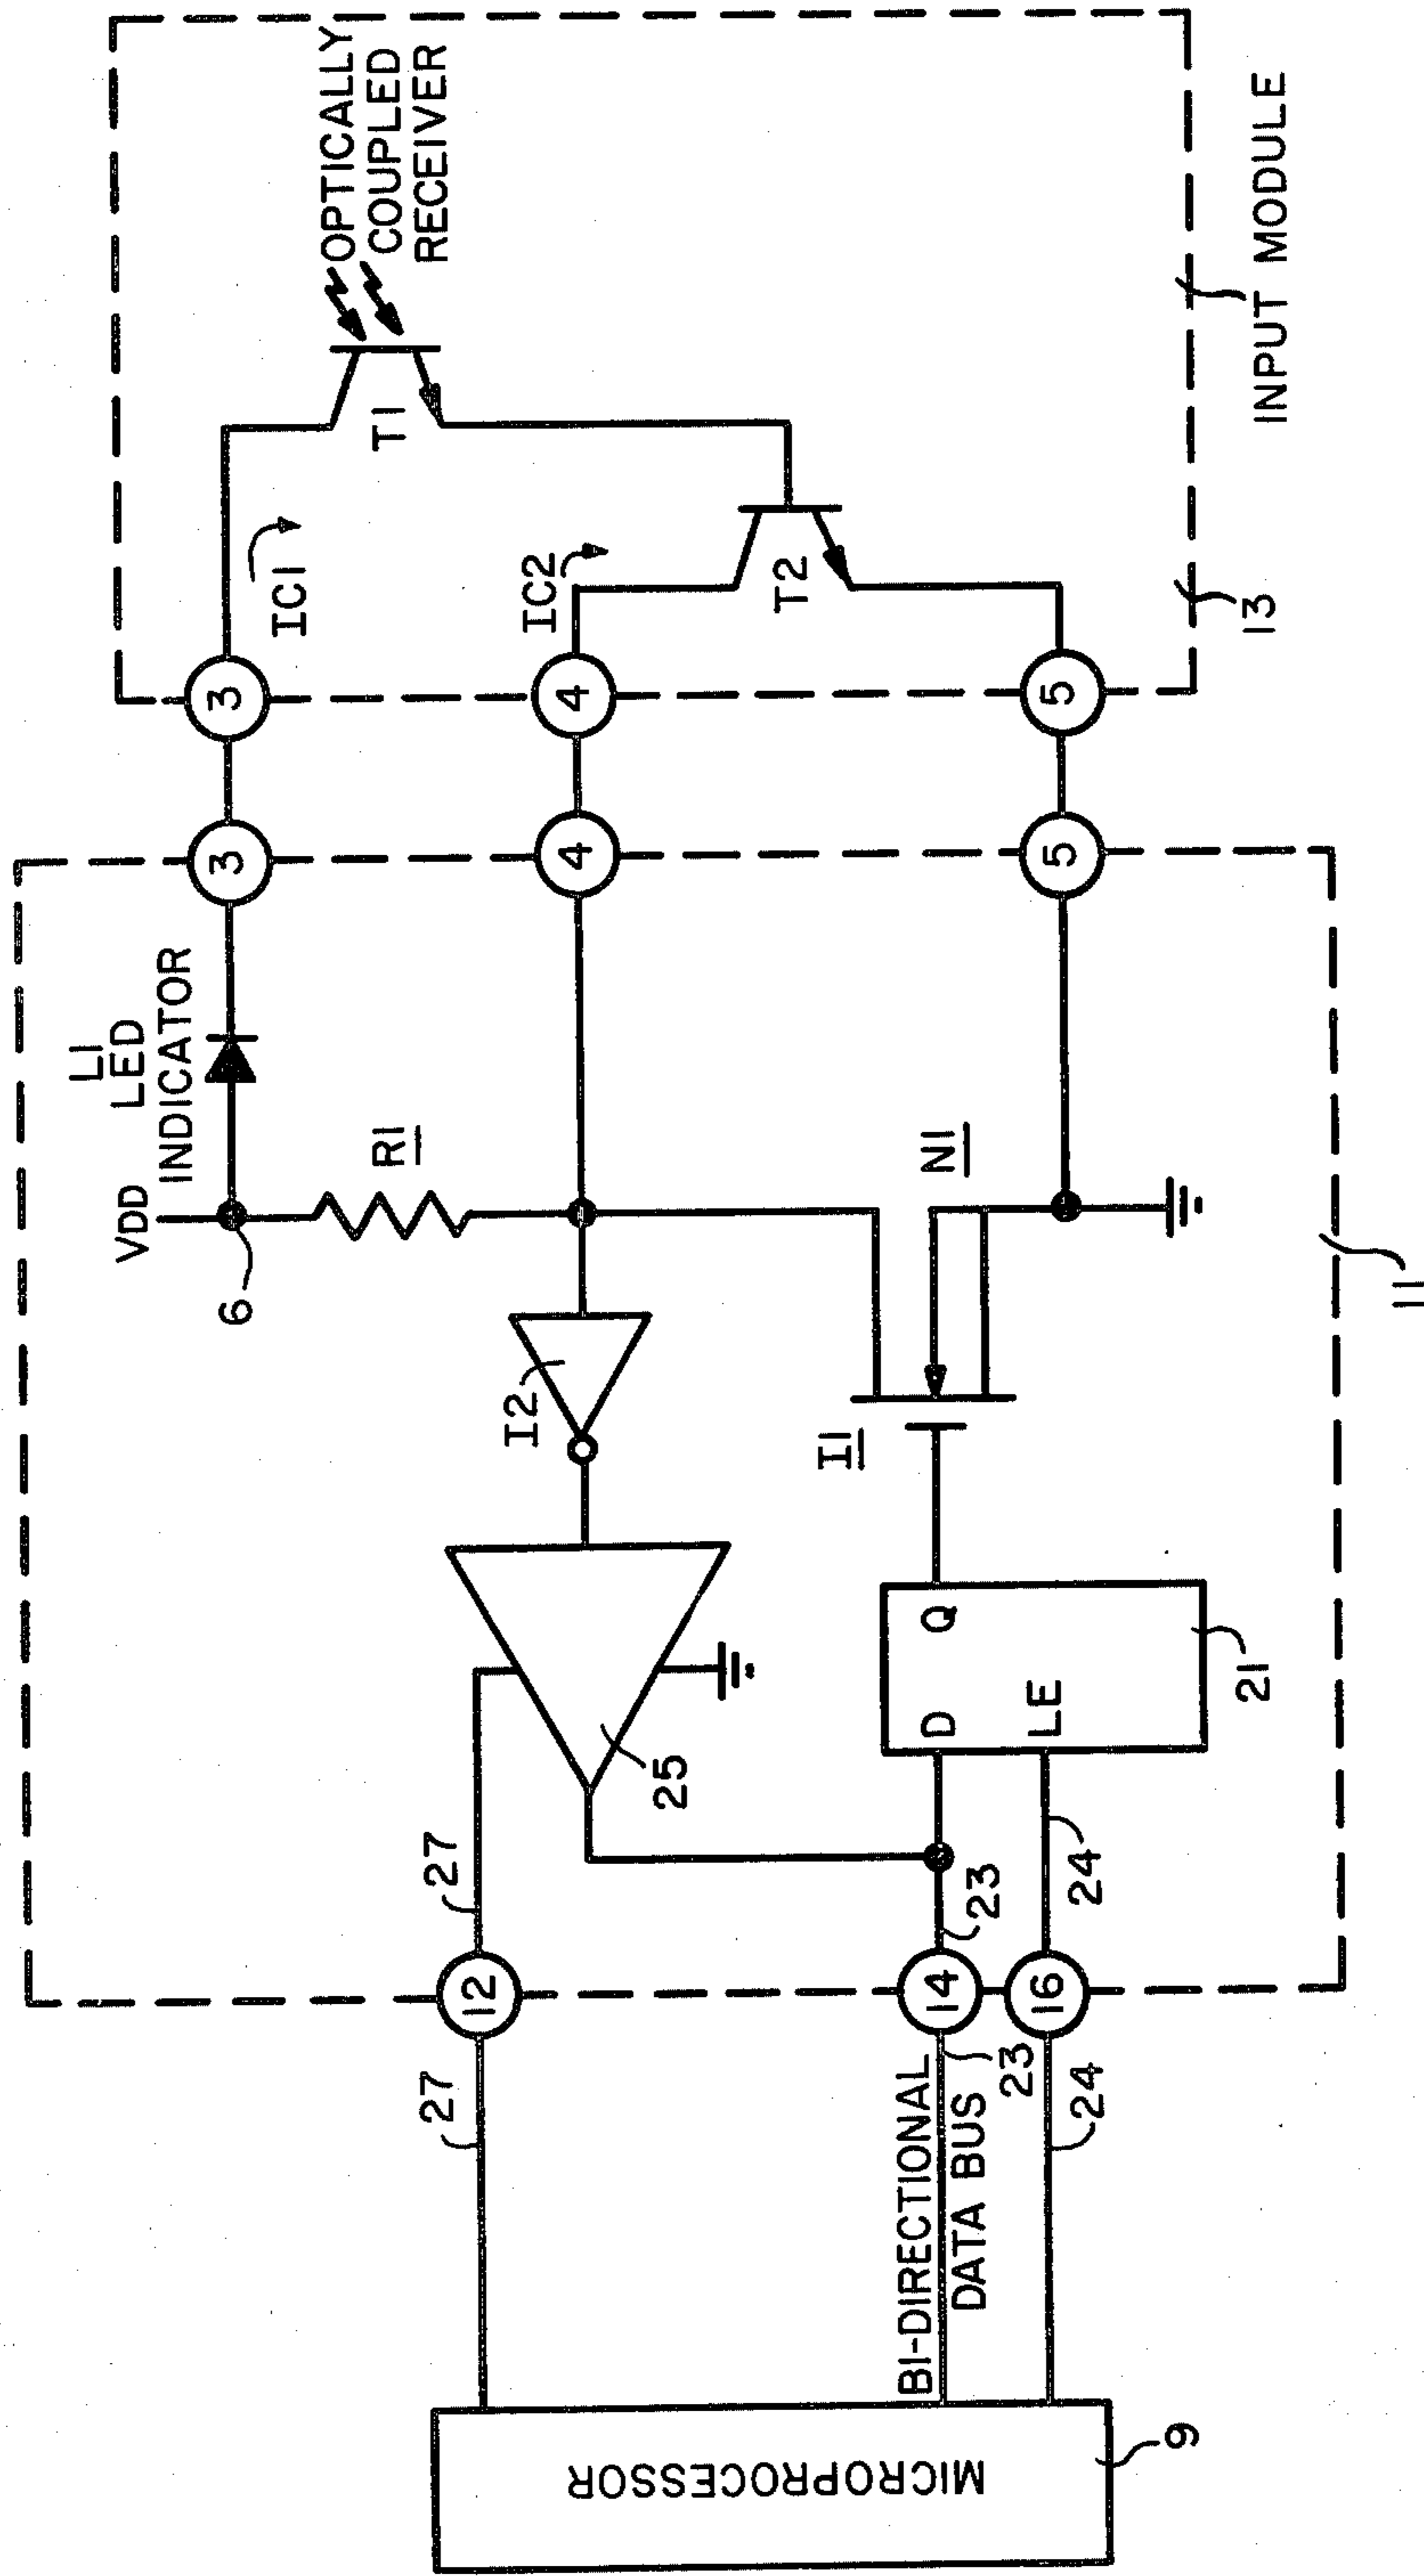 OPTICALLY
COUPLED
RECEIVER
T1
IC1
IC2
T2
INPUT MODULE
13
3
4
5
3
4
5
L1
LED
INDICATOR
VDD
6
R1
N1
I2
I1
11
25
D
Q
LE
21
27
23
24
12
14
16
27
BI-DIRECTIONAL
DATA BUS
23
24
MICROPROCESSOR
9